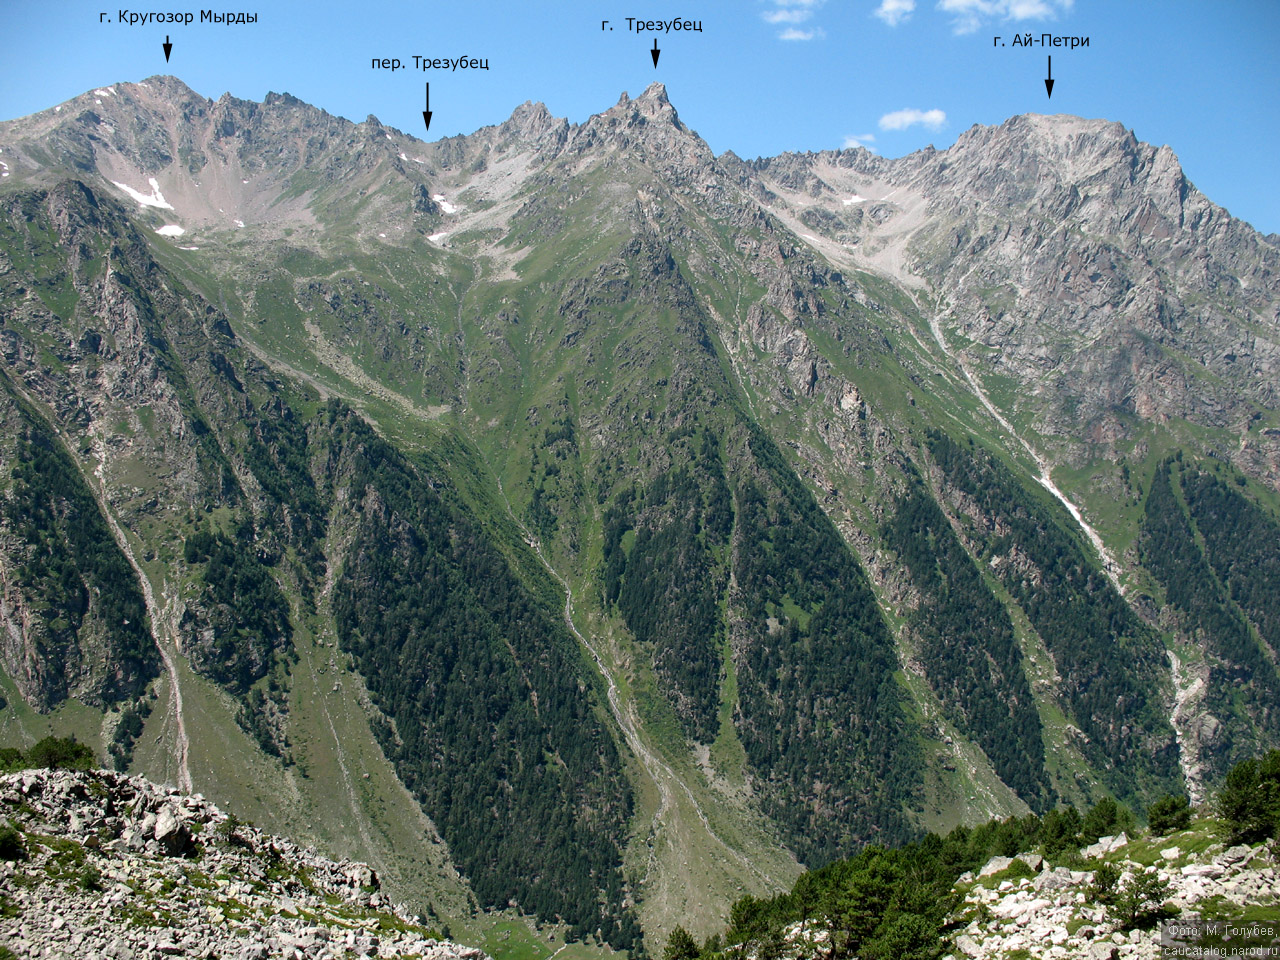 г. Кругозор Мырды
пер. Трезубец
г. Трезубец
г. Ай-Петри
Фото: М. Голубев,
caucatalog.narod.ru